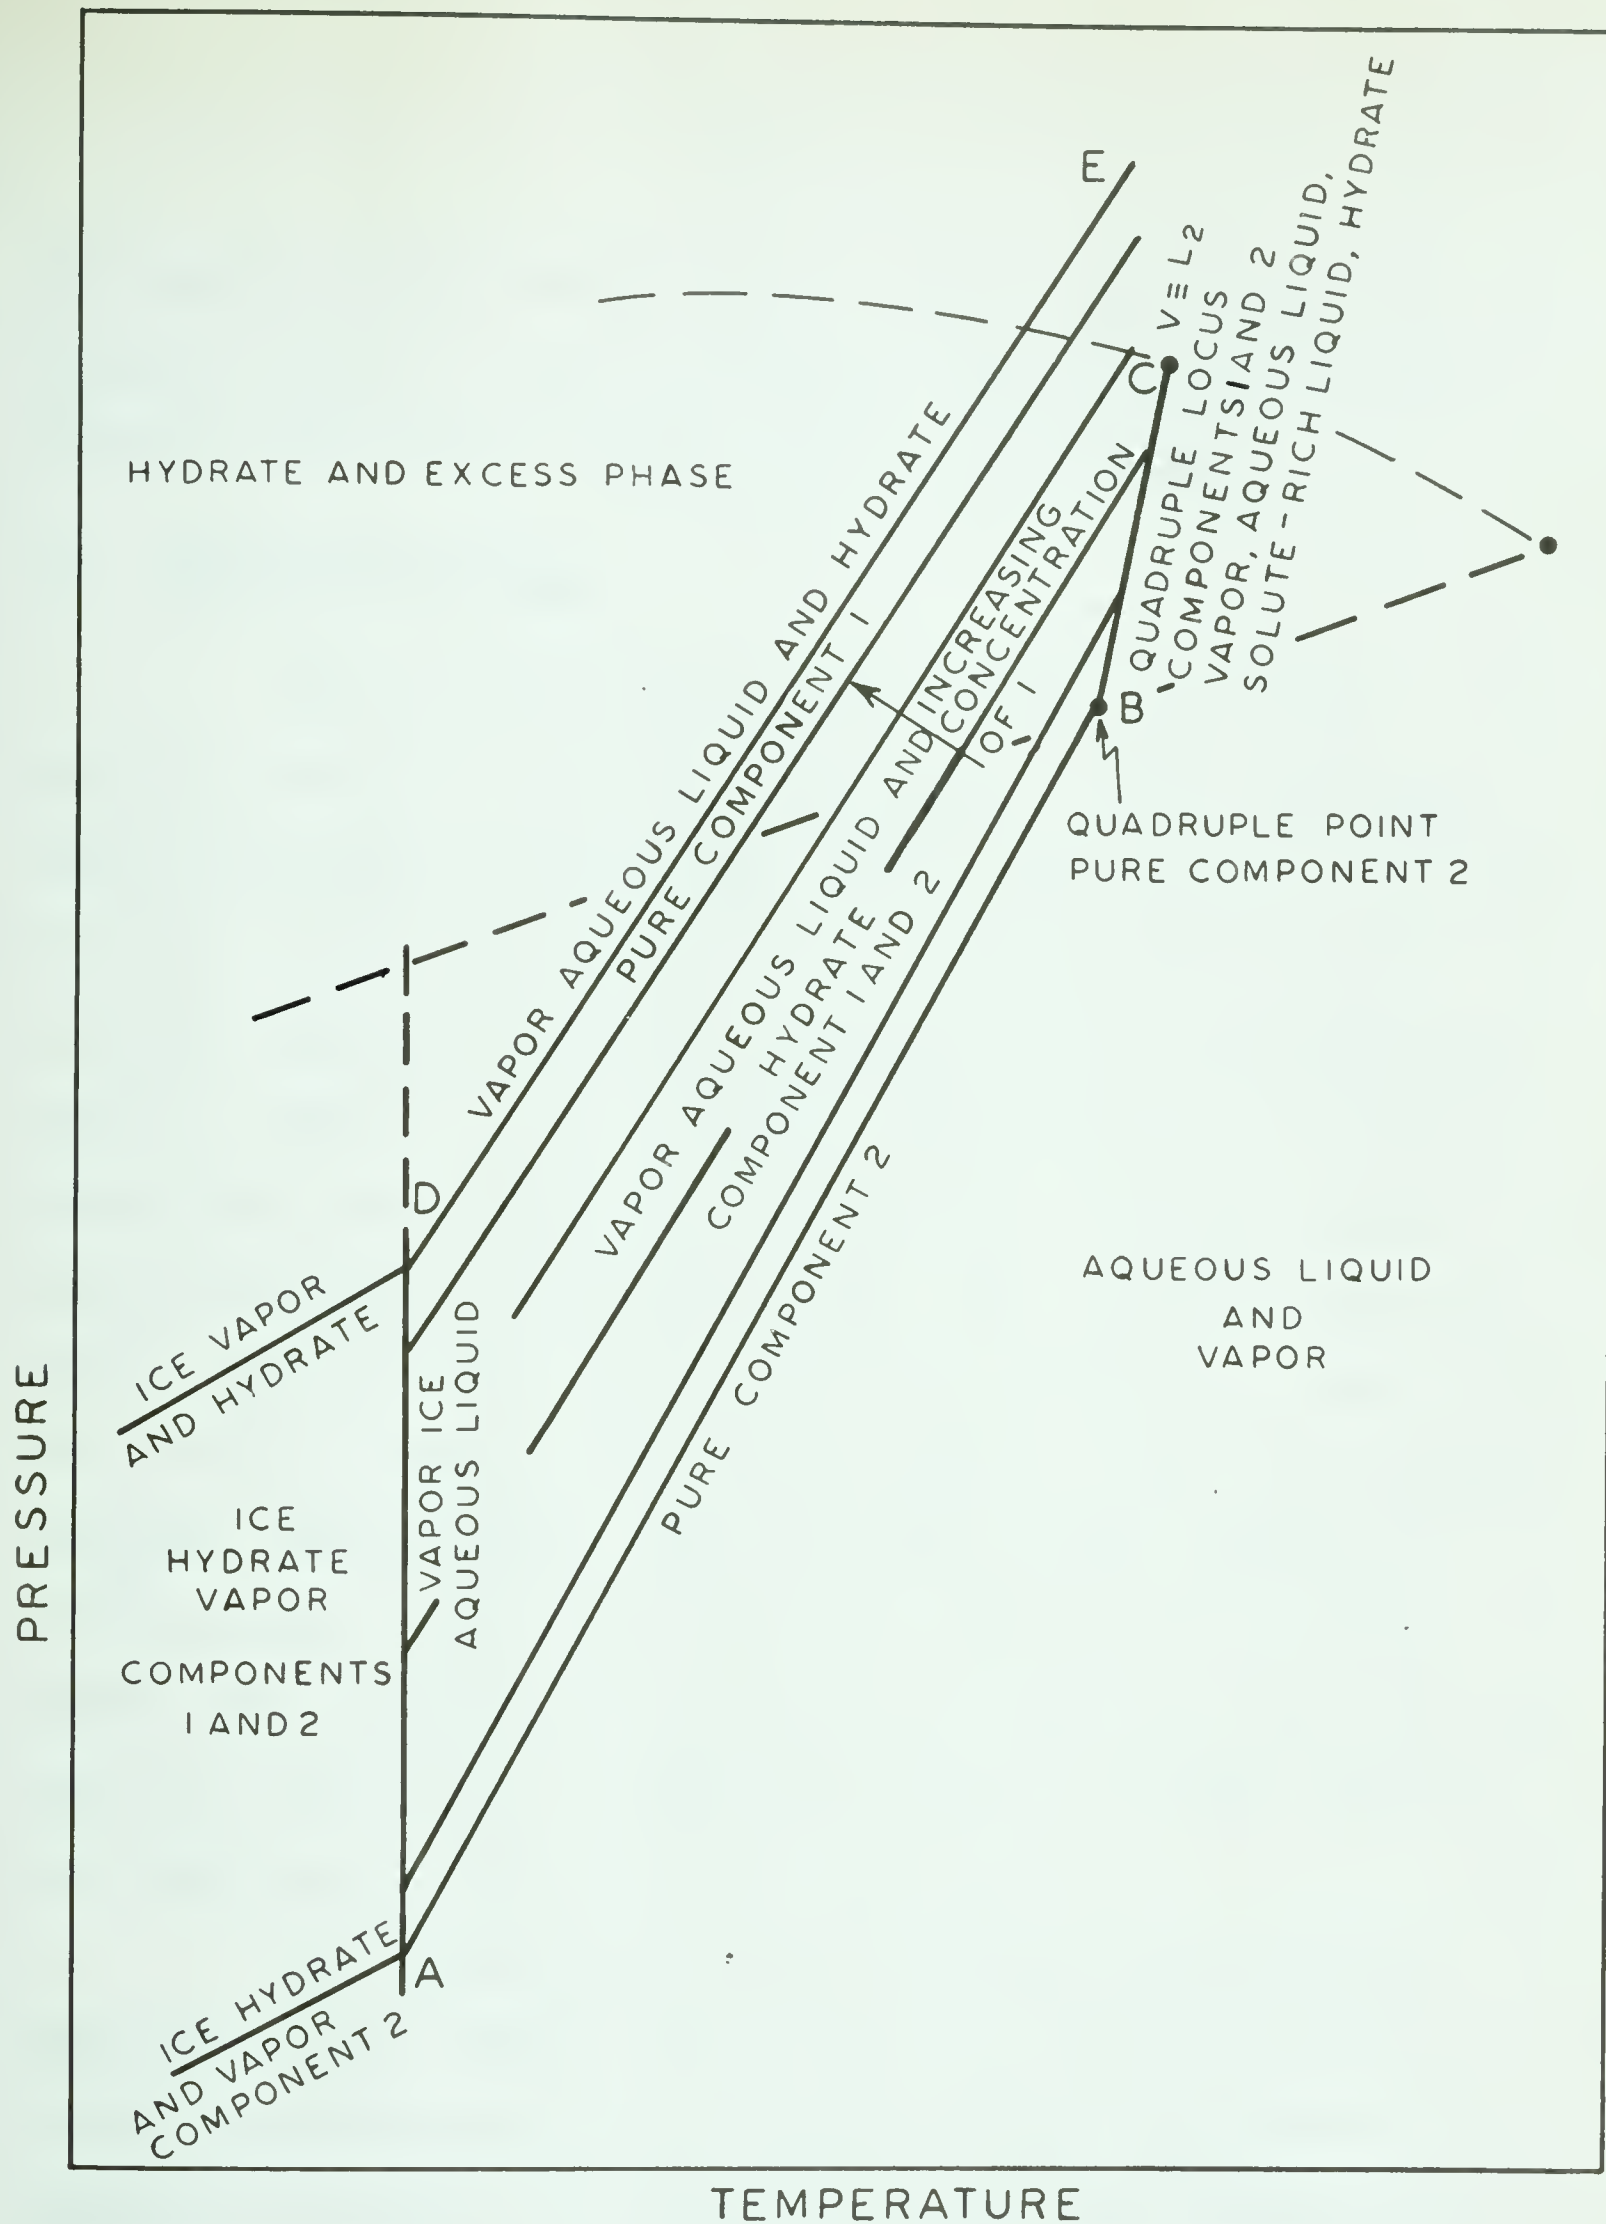 E
V ≡ L2
QUADRUPLE LOCUS
COMPONENTS 1 AND 2
VAPOR, AQUEOUS LIQUID,
SOLUTE-RICH LIQUID, HYDRATE
C
HYDRATE AND EXCESS PHASE
VAPOR AQUEOUS LIQUID AND HYDRATE
PURE COMPONENT 1
INCREASING
CONCENTRATION
OF 1
B
QUADRUPLE POINT
PURE COMPONENT 2
VAPOR AQUEOUS LIQUID AND
HYDRATE
COMPONENT 1 AND 2
PURE COMPONENT 2
D
AQUEOUS LIQUID
AND
VAPOR
ICE VAPOR
AND HYDRATE
VAPOR ICE
AQUEOUS LIQUID
ICE
HYDRATE
VAPOR
COMPONENTS
1 AND 2
A
ICE HYDRATE
AND VAPOR
COMPONENT 2
PRESSURE
TEMPERATURE